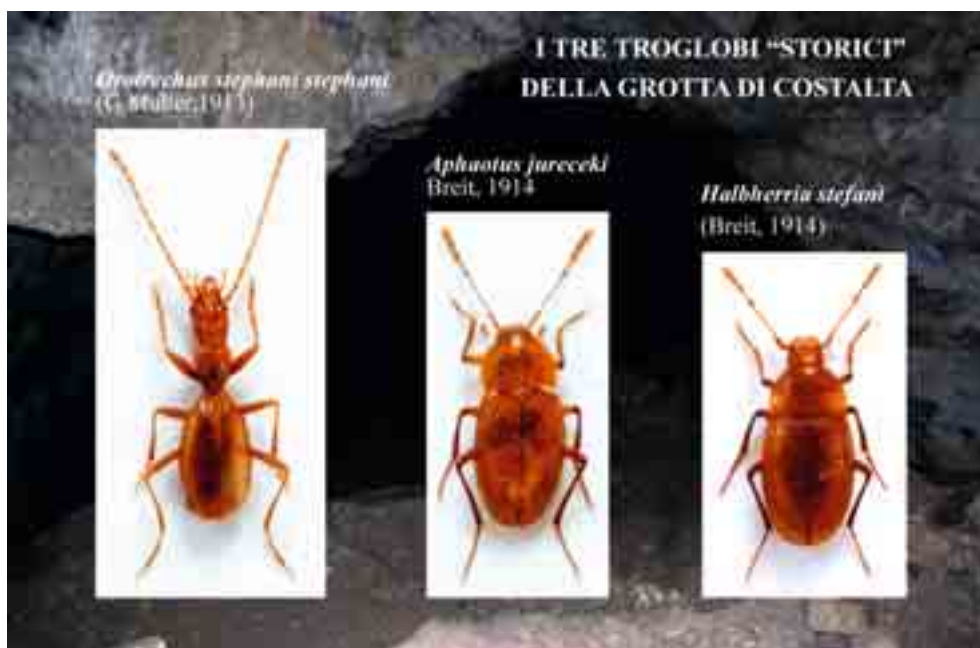 I TRE TROGLOBI “STORICI”
DELLA GROTTA DI COSTALTA
Orotrechus stephani stephani
(G. Müller, 1913)
Aphaotus jureceki
Breit, 1914
Halbherria stefani
(Breit, 1914)